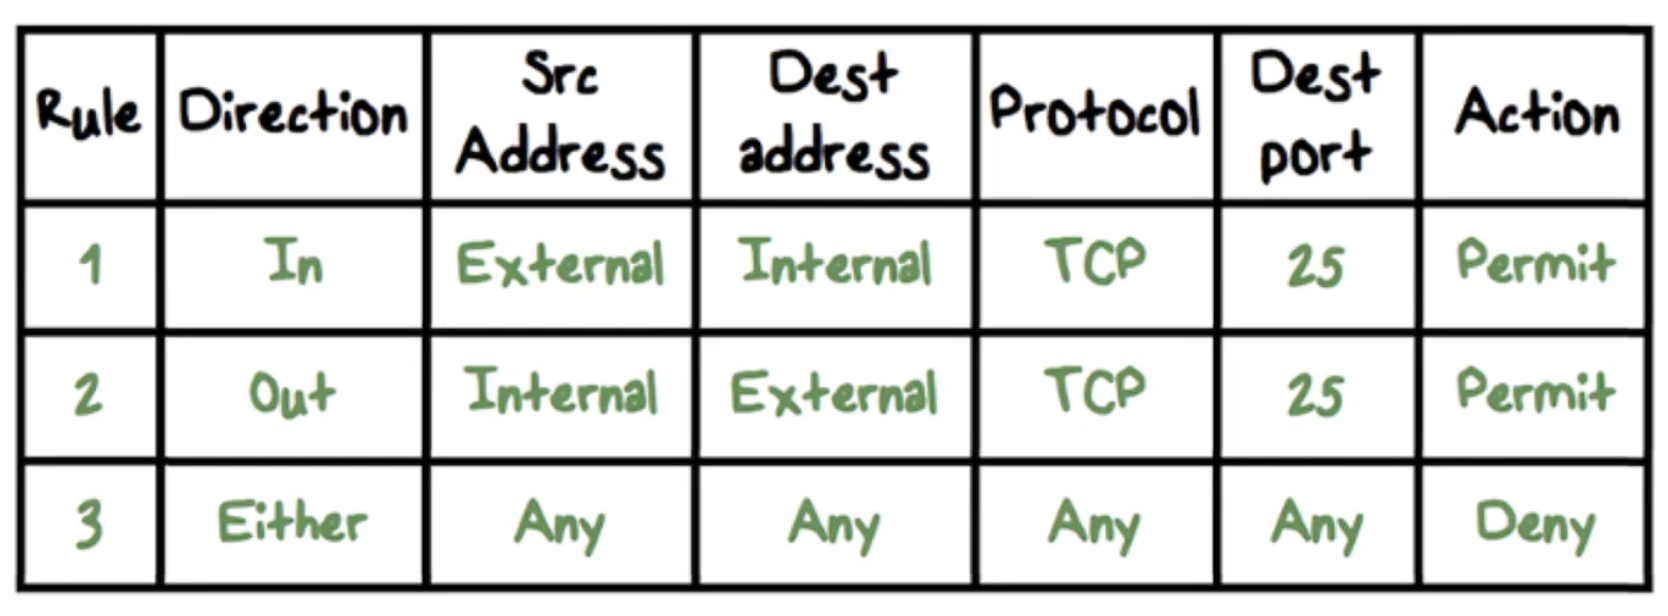 Rule Direction Src Address Dest address Protocol Dest port Action
1 In External Internal TCP 25 Permit
2 Out Internal External TCP 25 Permit
3 Either Any Any Any Any Deny